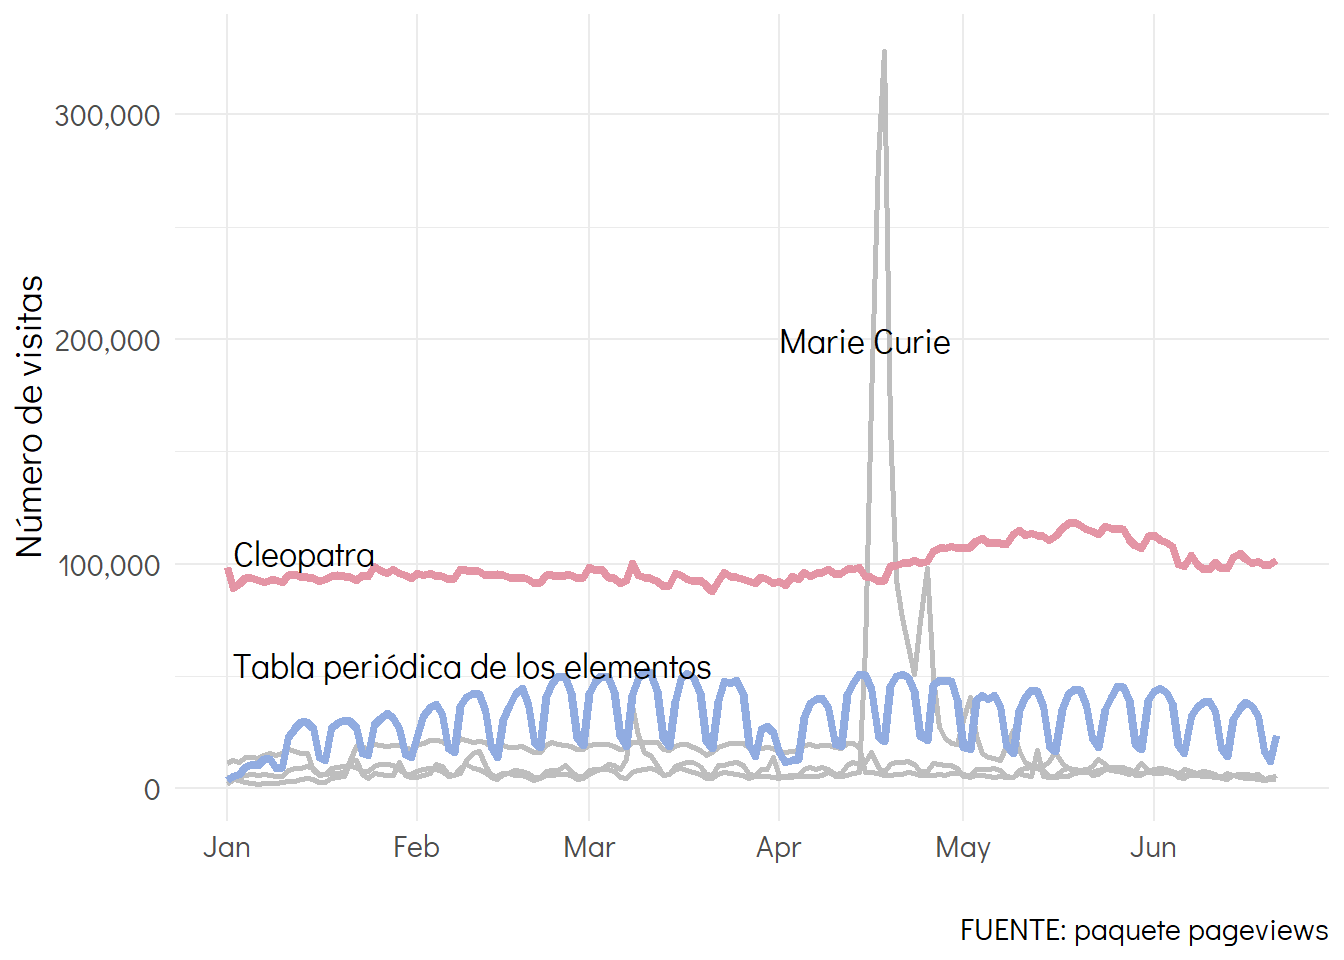 Número de visitas
300,000
200,000
100,000
0
Marie Curie
Cleopatra
Tabla periódica de los elementos
Jan Feb Mar Apr May Jun
FUENTE: paquete pageviews